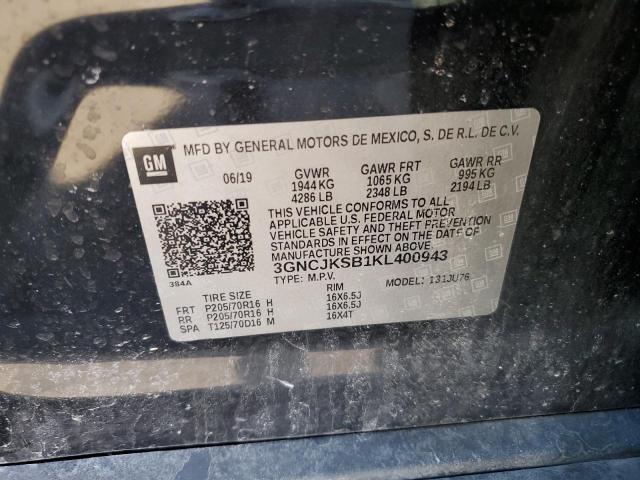 GM
MFD BY GENERAL MOTORS DE MEXICO, S. DE R.L. DE C.V.
06/19 GVWR GAWR FRT GAWR RR
1944 KG 1065 KG 995 KG
4286 LB 2348 LB 2194 LB
THIS VEHICLE CONFORMS TO ALL
APPLICABLE U.S. FEDERAL MOTOR
VEHICLE SAFETY AND THEFT PREVENTION
STANDARDS IN EFFECT ON THE DATE OF
MANUFACTURE SHOWN ABOVE.
3GNCJKSB1KL400943
384A TYPE: M.P.V. MODEL: 131JU76
TIRE SIZE RIM
FRT P205/70R16 H 16X6.5J
RR P205/70R16 H 16X6.5J
SPA T125/70D16 M 16X4T